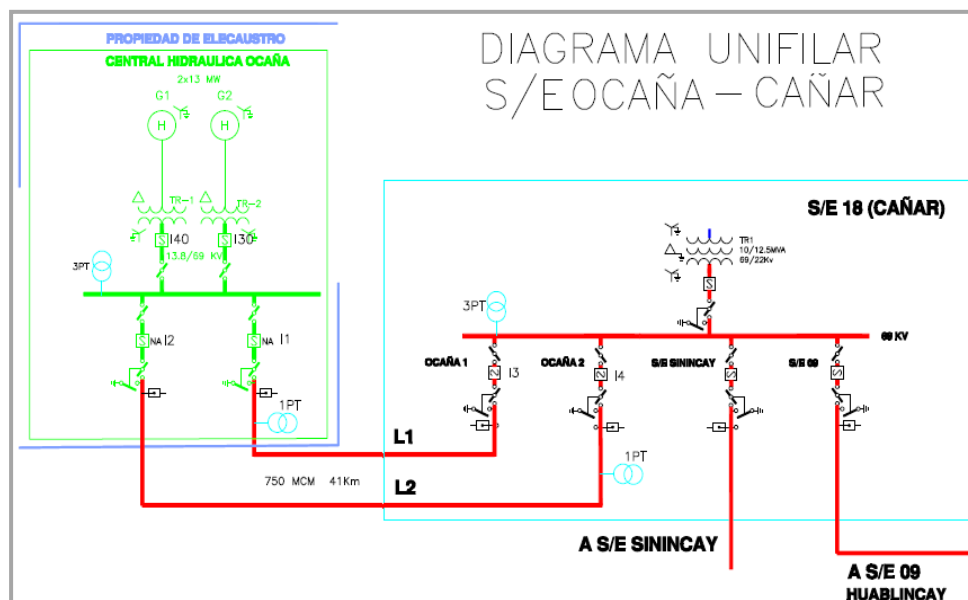 DIAGRAMA UNIFILAR
S/EOCAÑA – CAÑAR
PROPIEDAD DE ELECAUSTRO
CENTRAL HIDRAULICA OCAÑA
2x13 MW
G1
G2
H
H
TR-1
TR-2
S
I40
S
I30
13.8/69 KV
3PT
S
NA I2
S
NA I1
1PT
S/E 18 (CAÑAR)
TR1
10/12.5MVA
69/22Kv
S
3PT
69 KV
OCAÑA 1
I3
OCAÑA 2
I4
S/E SININCAY
S
S/E 09
S
L1
1PT
750 MCM 41Km
L2
A S/E SININCAY
A S/E 09
HUABLINCAY